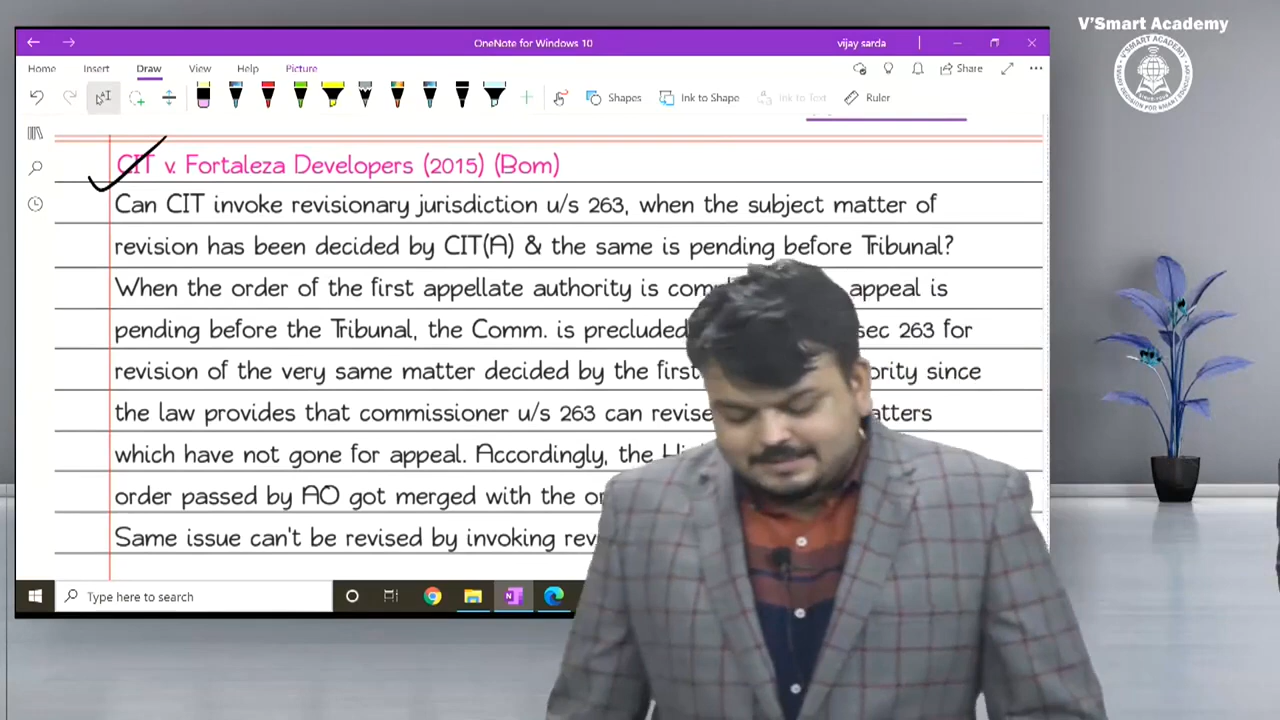 V'Smart Academy
OneNote for Windows 10
vijay sarda
Home Insert Draw View Help Picture Share
Shapes Ink to Shape Ink to Text Ruler
CIT v. Fortaleza Developers (2015) (Bom)
Can CIT invoke revisionary jurisdiction u/s 263, when the subject matter of
revision has been decided by CIT(A) & the same is pending before Tribunal?
When the order of the first appellate authority is appeal is
pending before the Tribunal, the Comm. is precluded sec 263 for
revision of the very same matter decided by the first since
the law provides that commissioner u/s 263 can revise
which have not gone for appeal. Accordingly, the
order passed by AO got merged with the
Same issue can't be revised by invoking
Type here to search